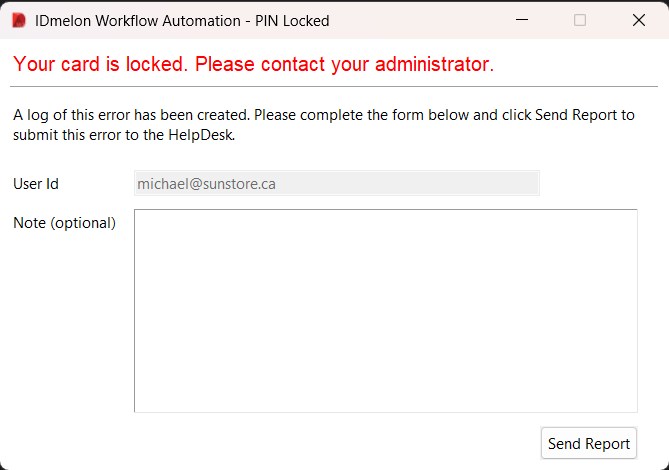 IDmelon Workflow Automation - PIN Locked
Your card is locked. Please contact your administrator.
A log of this error has been created. Please complete the form below and click Send Report to
submit this error to the HelpDesk.
User Id
michael@sunstore.ca
Note (optional)
Send Report